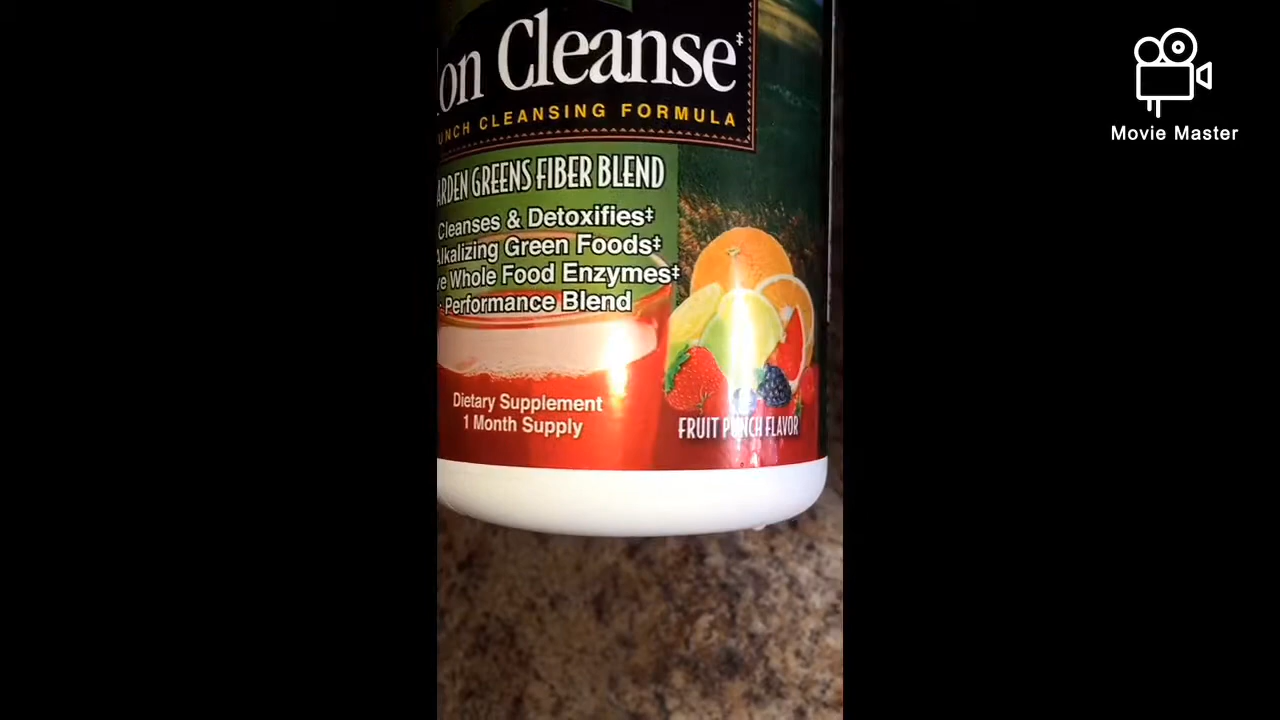 on Cleanse‡
UNCH CLEANSING FORMULA
ARDEN GREENS FIBER BLEND
Cleanses & Detoxifies‡
Alkalizing Green Foods‡
ve Whole Food Enzymes‡
Performance Blend
Dietary Supplement
1 Month Supply
FRUIT PUNCH FLAVOR
Movie Master